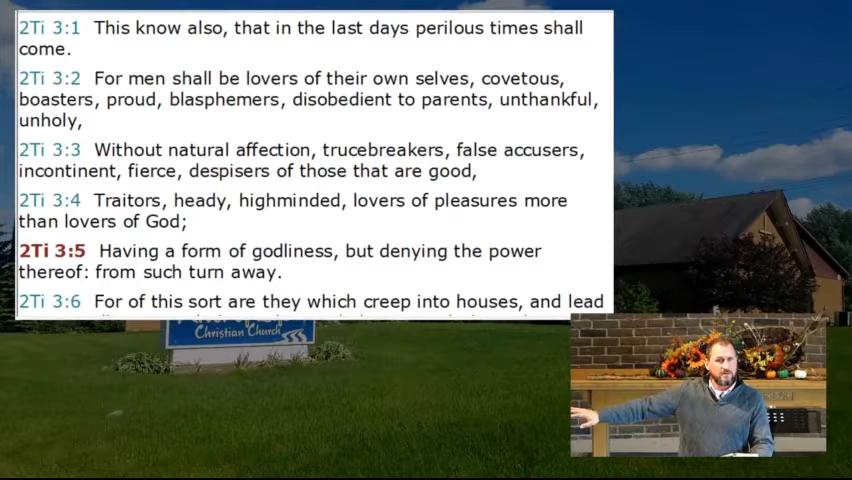 2Ti 3:1 This know also, that in the last days perilous times shall
come.
2Ti 3:2 For men shall be lovers of their own selves, covetous,
boasters, proud, blasphemers, disobedient to parents, unthankful,
unholy,
2Ti 3:3 Without natural affection, trucebreakers, false accusers,
incontinent, fierce, despisers of those that are good,
2Ti 3:4 Traitors, heady, highminded, lovers of pleasures more
than lovers of God;
2Ti 3:5 Having a form of godliness, but denying the power
thereof: from such turn away.
2Ti 3:6 For of this sort are they which creep into houses, and lead
Christian Church